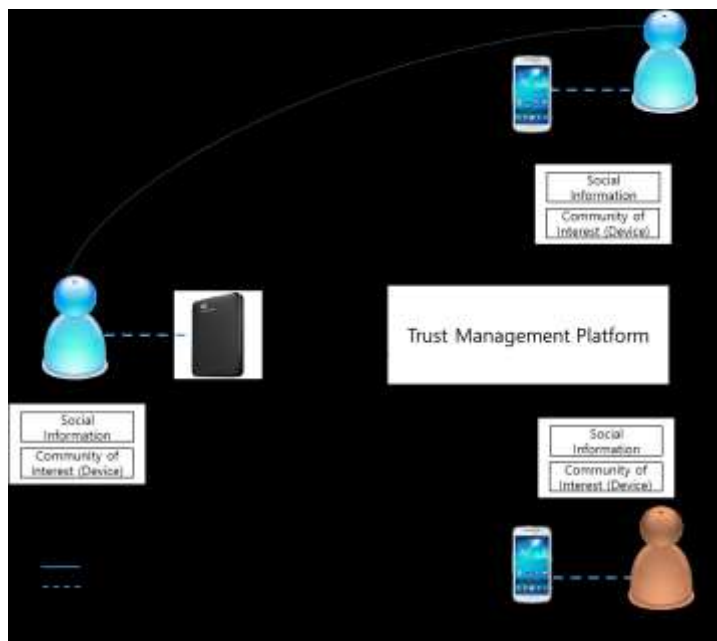 Social
Information
Community of
Interest (Device)
Trust Management Platform
Social
Information
Community of
Interest (Device)
Social
Information
Community of
Interest (Device)